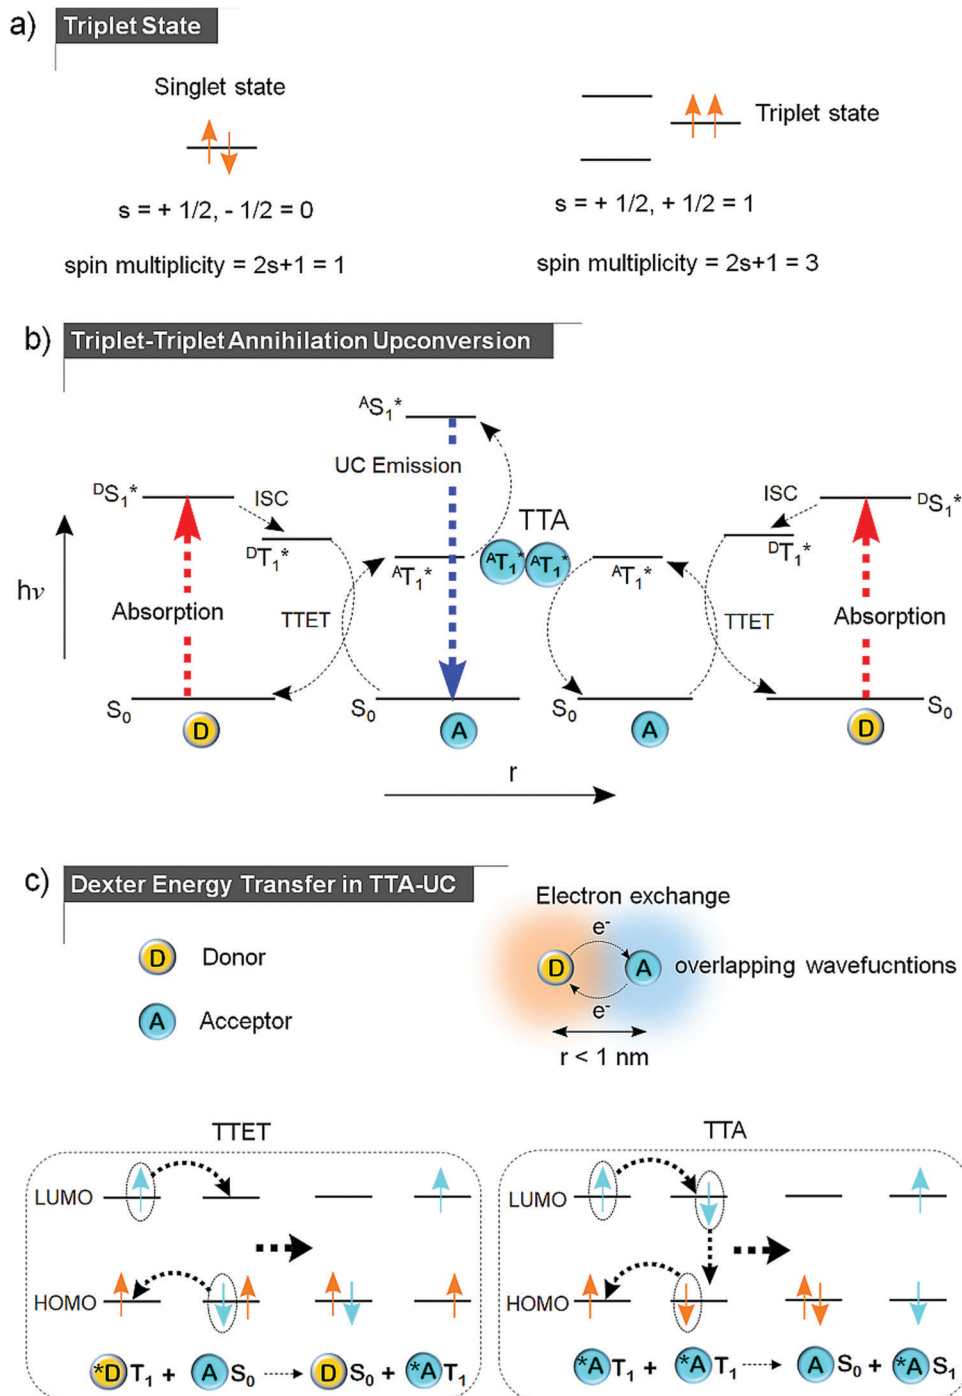 a) Triplet State
Singlet state
Triplet state
s = + 1/2, - 1/2 = 0
s = + 1/2, + 1/2 = 1
spin multiplicity = 2s+1 = 1
spin multiplicity = 2s+1 = 3
b) Triplet-Triplet Annihilation Upconversion
ᴬS₁*
UC Emission
ᴰS₁* ISC
ISC ᴰS₁*
TTA
ᴰT₁*
ᴰT₁*
ᴬT₁* ᴬT₁*
ᴬT₁*
ᴬT₁*
hν
Absorption
TTET
TTET
Absorption
S₀ S₀ S₀ S₀
D A A D
r
c) Dexter Energy Transfer in TTA-UC
Electron exchange
e⁻
D Donor
D A overlapping wavefucntions
e⁻
A Acceptor
r < 1 nm
TTET
TTA
LUMO
LUMO
HOMO
HOMO
*D T₁ + A S₀ D S₀ + *A T₁
*A T₁ + *A T₁ A S₀ + *A S₁